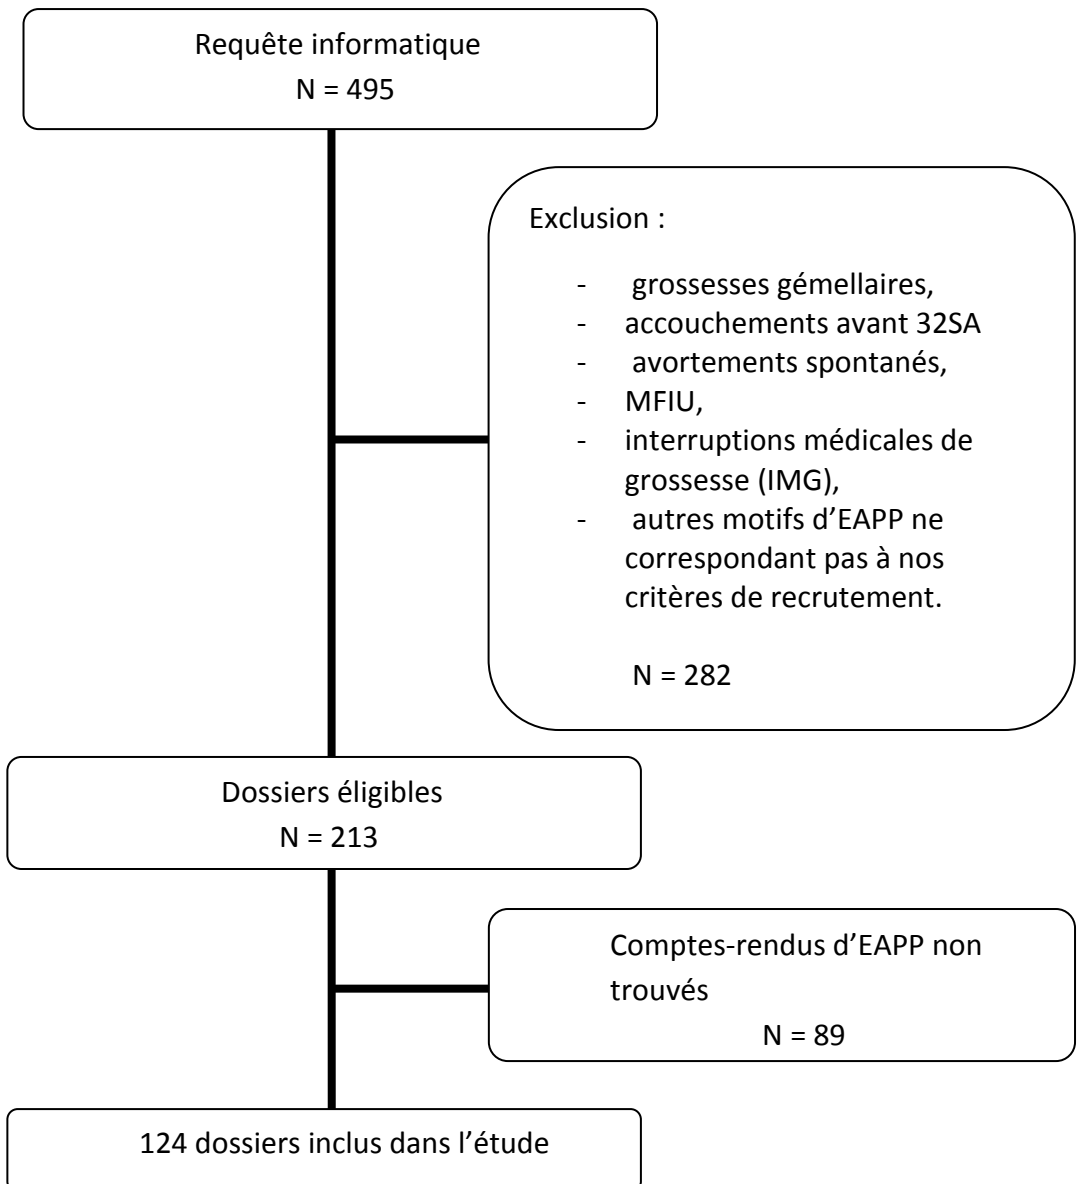 Requête informatique
N = 495
Exclusion :
- grossesses gémellaires,
- accouchements avant 32SA
- avortements spontanés,
- MFIU,
- interruptions médicales de
grossesse (IMG),
- autres motifs d’EAPP ne
correspondant pas à nos
critères de recrutement.
N = 282
Dossiers éligibles
N = 213
Comptes-rendus d’EAPP non
trouvés
N = 89
124 dossiers inclus dans l’étude